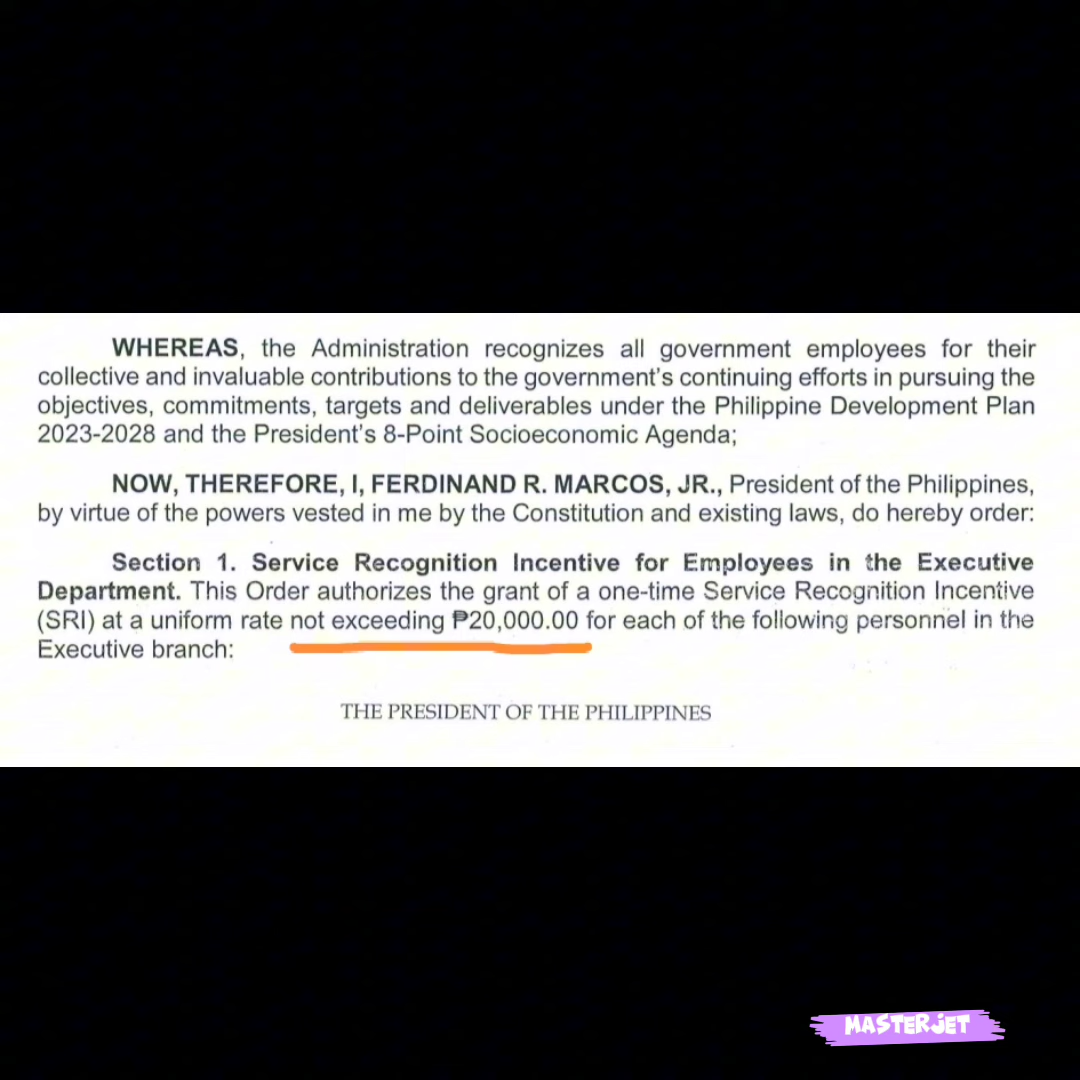 WHEREAS, the Administration recognizes all government employees for their
collective and invaluable contributions to the government's continuing efforts in pursuing the
objectives, commitments, targets and deliverables under the Philippine Development Plan
2023-2028 and the President's 8-Point Socioeconomic Agenda;
NOW, THEREFORE, I, FERDINAND R. MARCOS, JR., President of the Philippines,
by virtue of the powers vested in me by the Constitution and existing laws, do hereby order:
Section 1. Service Recognition Incentive for Employees in the Executive
Department. This Order authorizes the grant of a one-time Service Recognition Incentive
(SRI) at a uniform rate not exceeding ₱20,000.00 for each of the following personnel in the
Executive branch:
THE PRESIDENT OF THE PHILIPPINES
MASTERJET